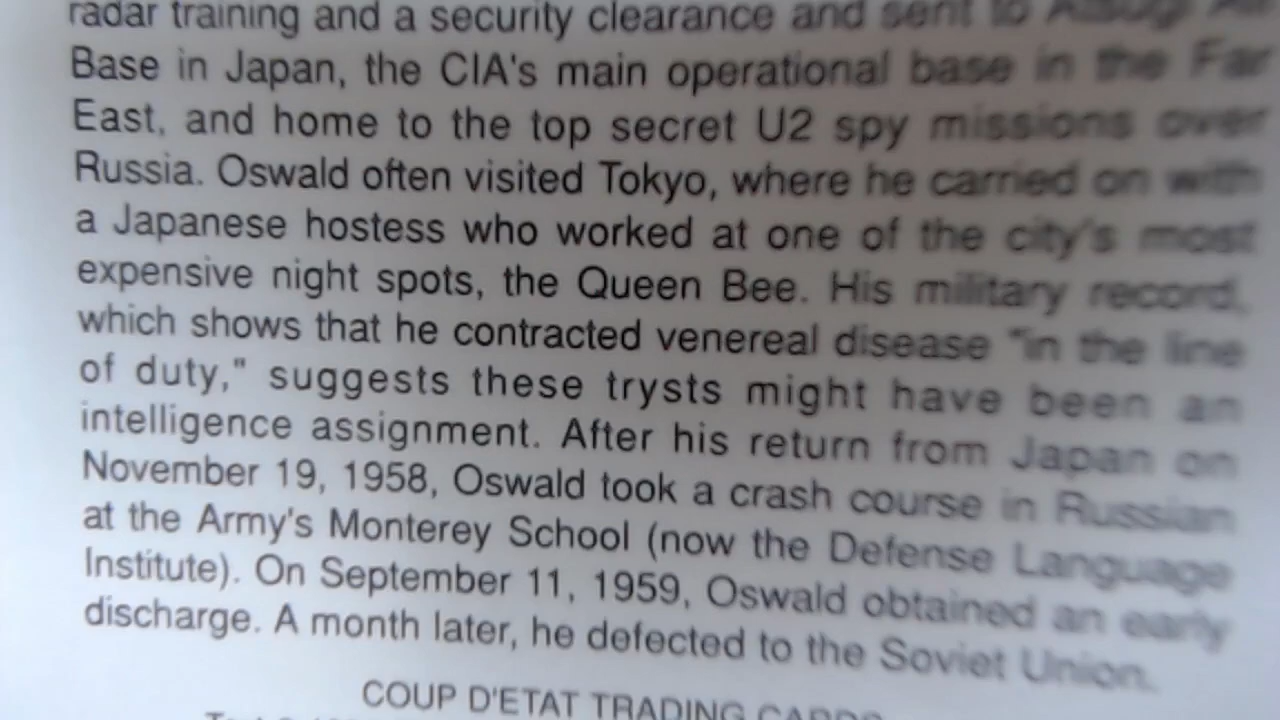 radar training and a security clearance and sent to Atsugi Air
Base in Japan, the CIA's main operational base in the Far
East, and home to the top secret U2 spy missions over
Russia. Oswald often visited Tokyo, where he carried on with
a Japanese hostess who worked at one of the city's most
expensive night spots, the Queen Bee. His military record,
which shows that he contracted venereal disease "in the line
of duty," suggests these trysts might have been an
intelligence assignment. After his return from Japan on
November 19, 1958, Oswald took a crash course in Russian
at the Army's Monterey School (now the Defense Language
Institute). On September 11, 1959, Oswald obtained an early
discharge. A month later, he defected to the Soviet Union.
COUP D'ETAT TRADING CARDS